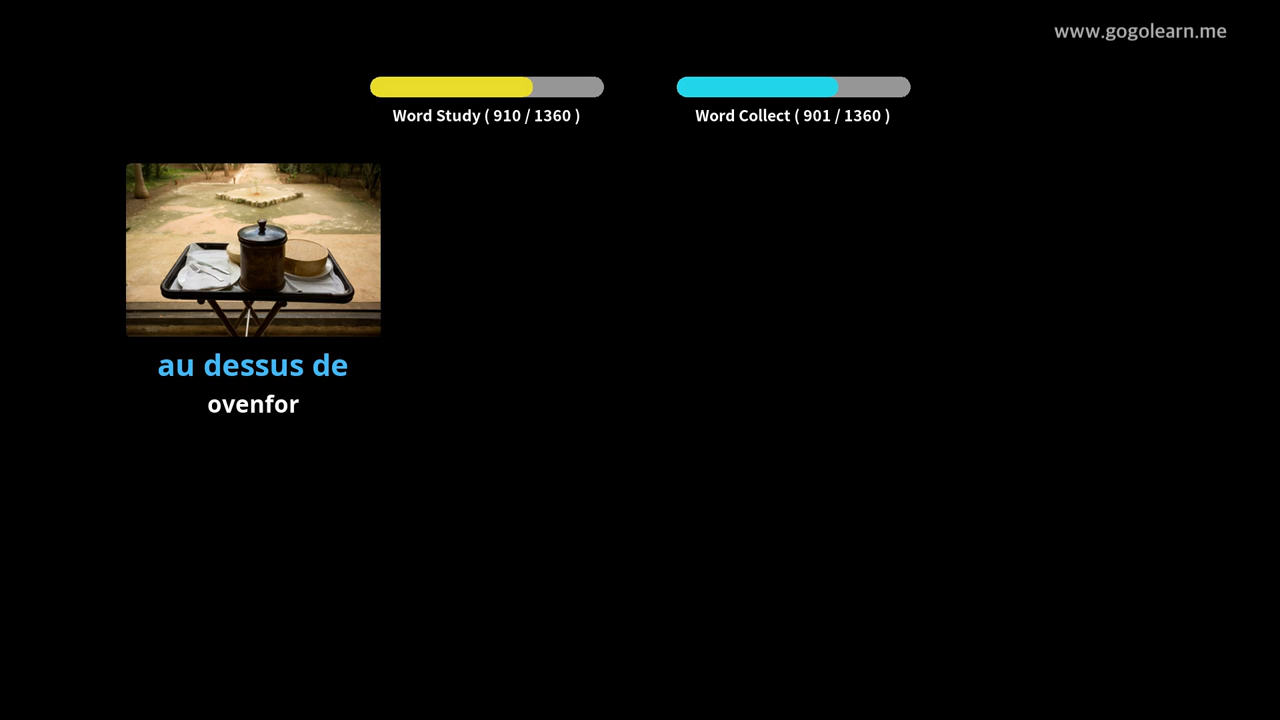 www.gogolearn.me
Word Study ( 910 / 1360 )
Word Collect ( 901 / 1360 )
au dessus de
ovenfor